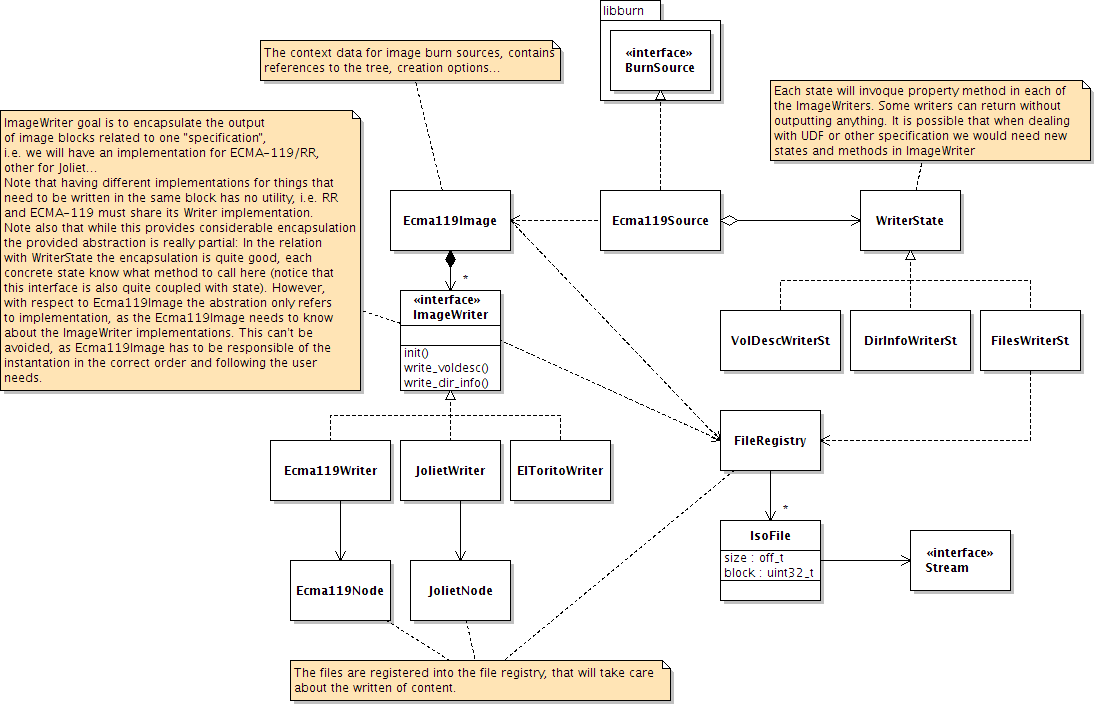 libburn
«interface»
BurnSource
The context data for image burn sources, contains
references to the tree, creation options...
Each state will invoque property method in each of
the ImageWriters. Some writers can return without
outputting anything. It is possible that when dealing
with UDF or other specification we would need new
states and methods in ImageWriter
ImageWriter goal is to encapsulate the output
of image blocks related to one "specification",
i.e. we will have an implementation for ECMA-119/RR,
other for Joliet...
Note that having different implementations for things that
need to be written in the same block has no utility, i.e. RR
and ECMA-119 must share its Writer implementation.
Note also that while this provides considerable encapsulation
the provided abstraction is really partial: In the relation
with WriterState the encapsulation is quite good, each
concrete state know what method to call here (notice that
this interface is also quite coupled with state). However,
with respect to Ecma119Image the abstration only refers
to implementation, as the Ecma119Image needs to know
about the ImageWriter implementations. This can't be
avoided, as Ecma119Image has to be responsible of the
instantation in the correct order and following the user
needs.
Ecma119Image
Ecma119Source
WriterState
*
«interface»
ImageWriter
init()
write_voldesc()
write_dir_info()
VolDescWriterSt
DirInfoWriterSt
FilesWriterSt
FileRegistry
Ecma119Writer
JolietWriter
ElToritoWriter
*
IsoFile
size : off_t
block : uint32_t
«interface»
Stream
Ecma119Node
JolietNode
The files are registered into the file registry, that will take care
about the written of content.